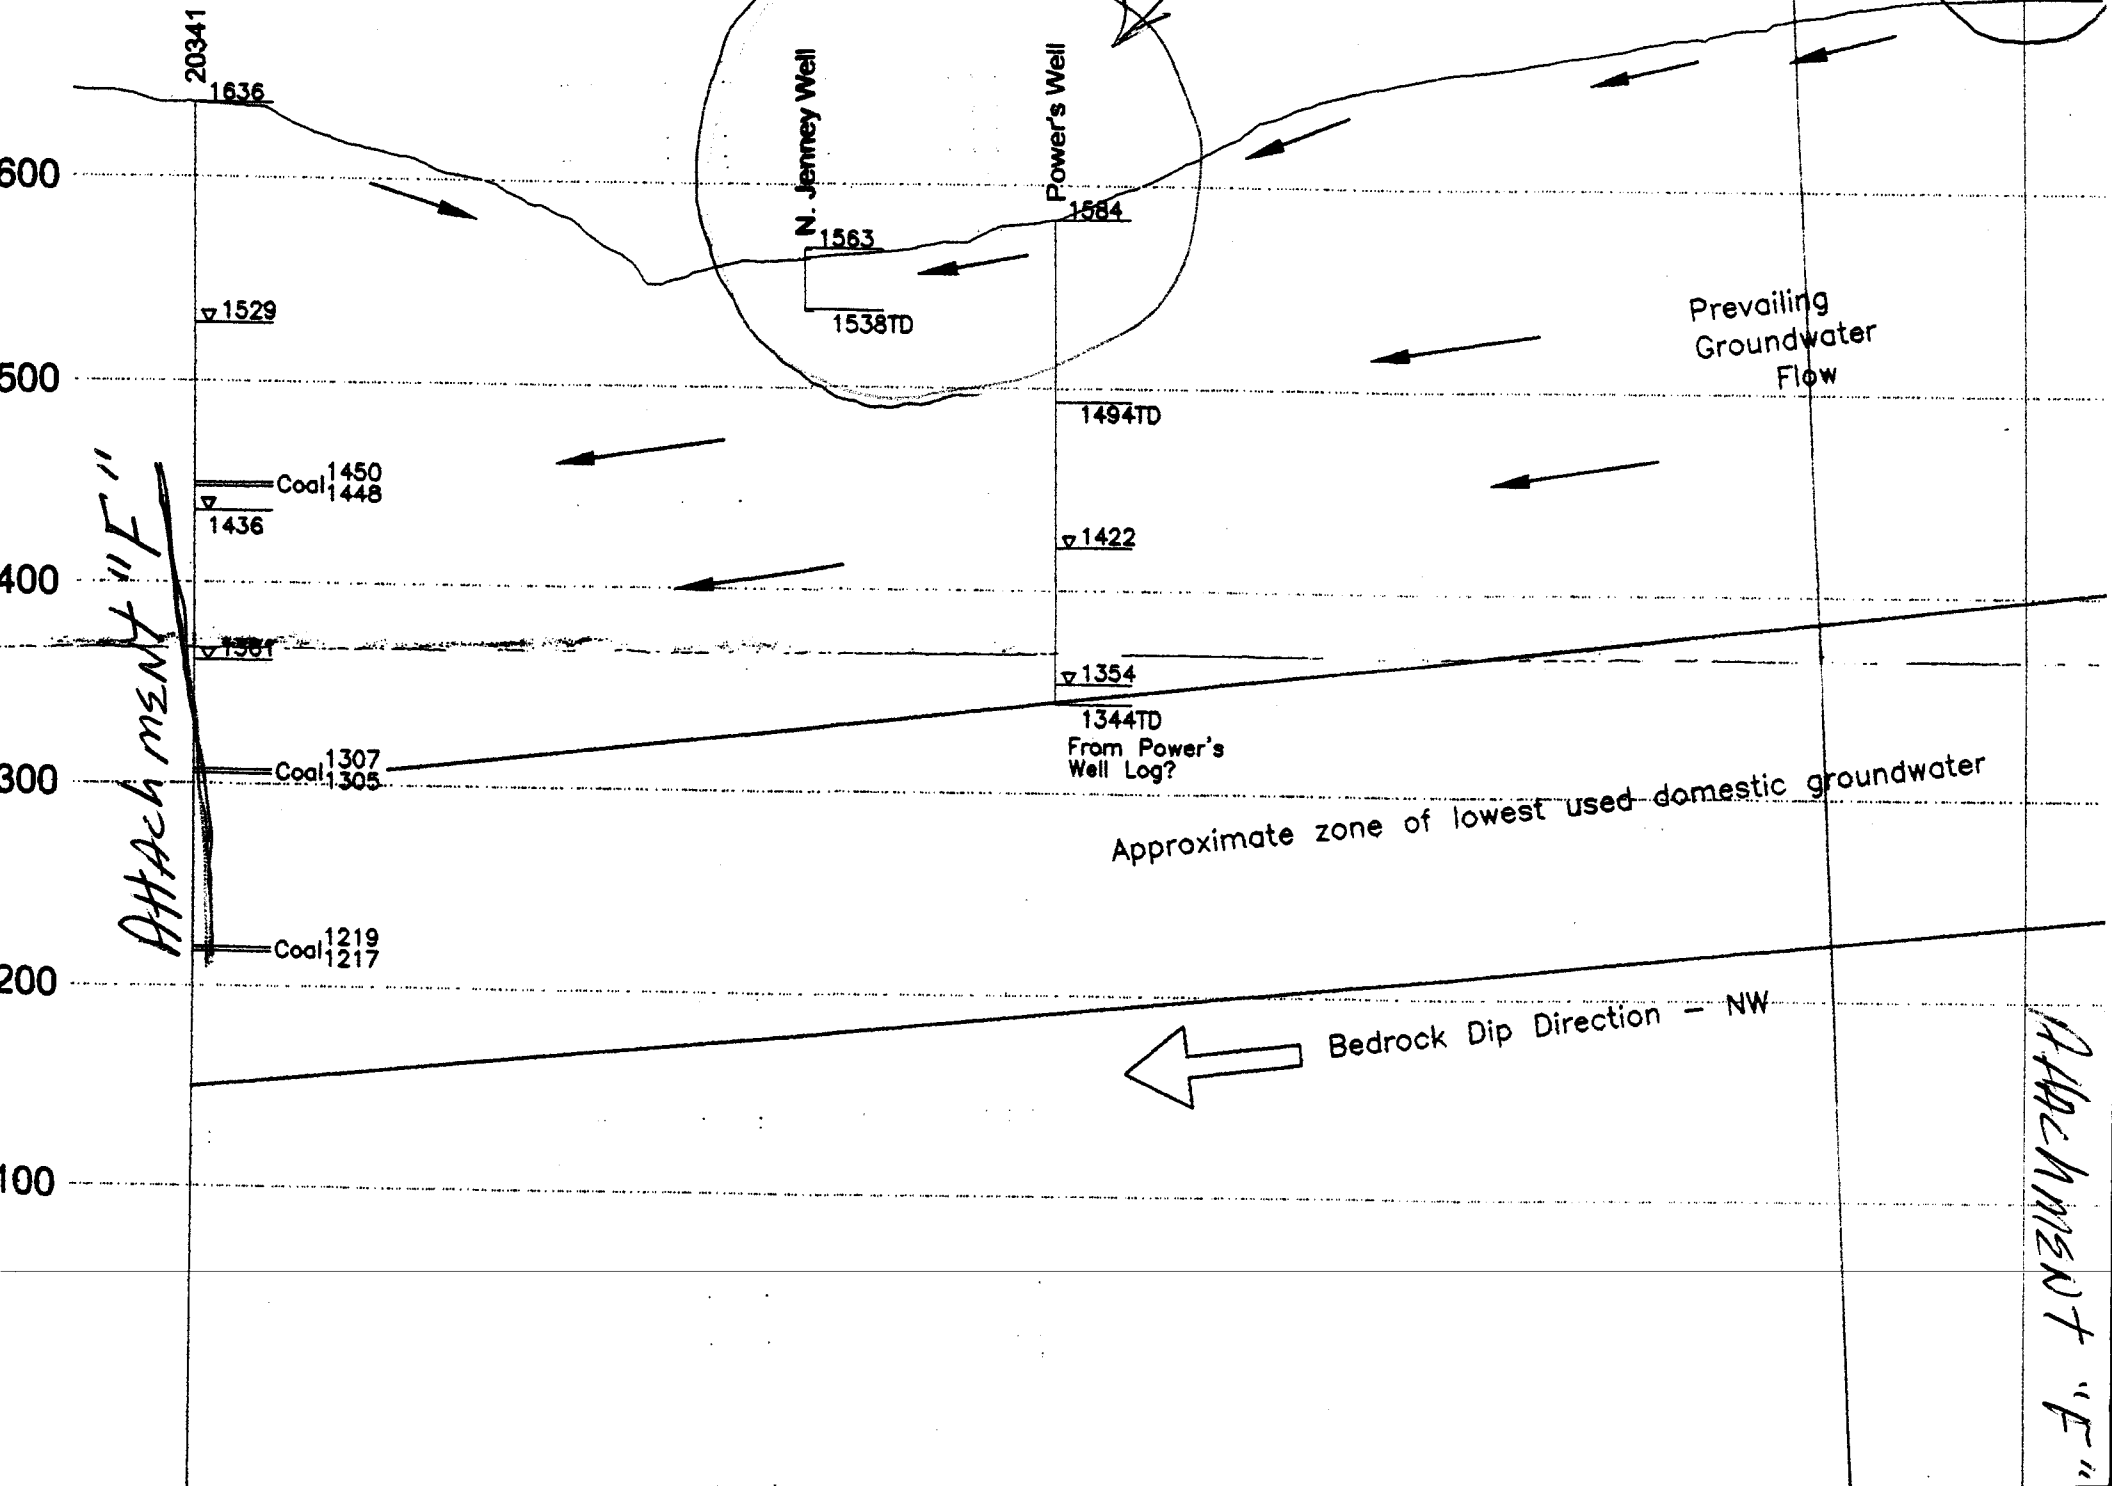 20341
1636
N. Jenney Well
Power's Well
600
1584
1563
1538TD
1529
Prevailing
Groundwater
Flow
500
1494TD
Coal 1450
1448
1436
1422
400
1361
1354
1344TD
From Power's
Well Log?
Coal 1307
1305
300
Approximate zone of lowest used domestic groundwater
Coal 1219
1217
200
Bedrock Dip Direction - NW
100
Attachment "F"
Attachment "F"